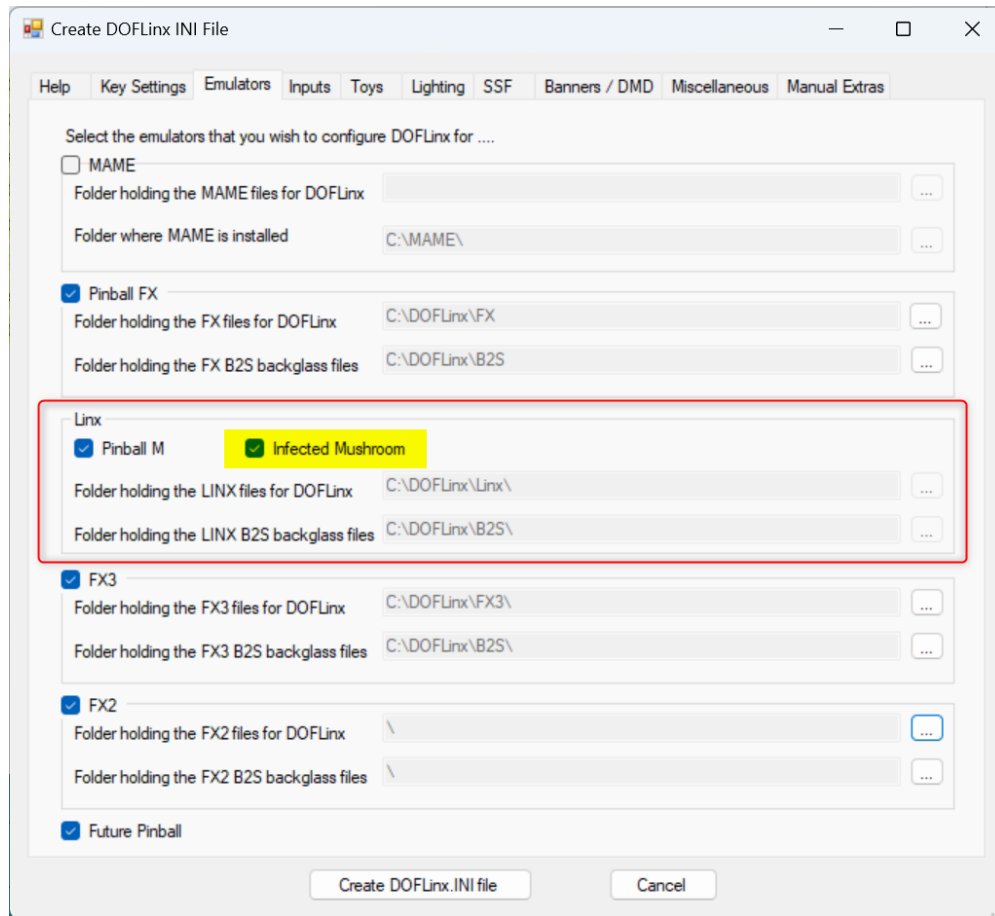 Create DOFLinx INI File
Help Key Settings Emulators Inputs Toys Lighting SSF Banners / DMD Miscellaneous Manual Extras
Select the emulators that you wish to configure DOFLinx for ....
MAME
Folder holding the MAME files for DOFLinx
...
Folder where MAME is installed C:\MAME\ ...
Pinball FX
Folder holding the FX files for DOFLinx C:\DOFLinx\FX ...
Folder holding the FX B2S backglass files C:\DOFLinx\B2S ...
Linx
Pinball M Infected Mushroom
Folder holding the LINX files for DOFLinx C:\DOFLinx\Linx\ ...
Folder holding the LINX B2S backglass files C:\DOFLinx\B2S\ ...
FX3
Folder holding the FX3 files for DOFLinx C:\DOFLinx\FX3\ ...
Folder holding the FX3 B2S backglass files C:\DOFLinx\B2S\ ...
FX2
Folder holding the FX2 files for DOFLinx \ ...
Folder holding the FX2 B2S backglass files \ ...
Future Pinball
Create DOFLinx.INI file Cancel